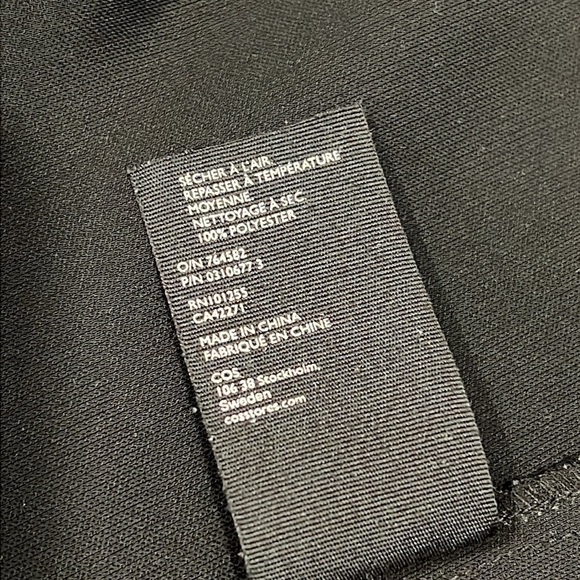 SÉCHER À L'AIR.
REPASSER À TEMPÉRATURE
MOYENNE.
NETTOYAGE À SEC.
100% POLYESTER
O/N 764582
P/N 0310677 3
RN101255
CA42271
MADE IN CHINA
FABRIQUÉ EN CHINE
COS
106 38 Stockholm,
Sweden
cosstores.com